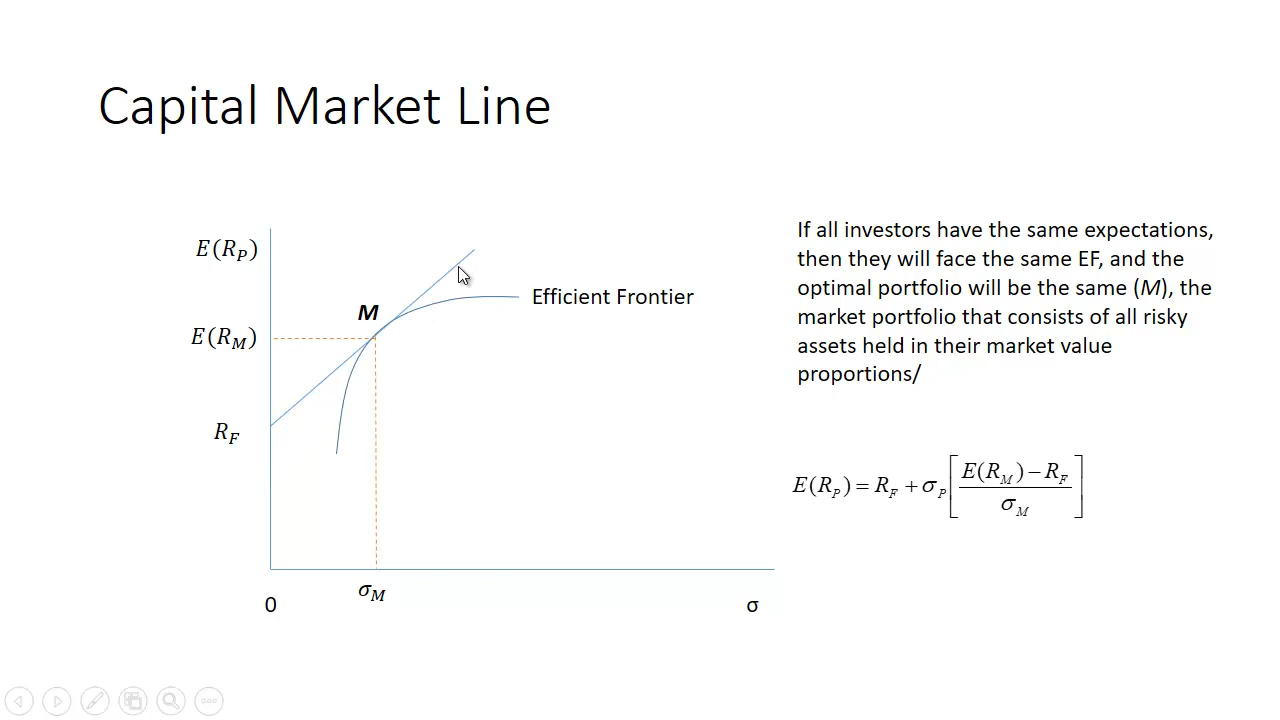 Capital Market Line
E(R_P)
E(R_M)
R_F
M
Efficient Frontier
0
σ_M
σ
If all investors have the same expectations,
then they will face the same EF, and the
optimal portfolio will be the same (M), the
market portfolio that consists of all risky
assets held in their market value
proportions/
E(R_P) = R_F + σ_P [ (E(R_M) − R_F) / σ_M ]